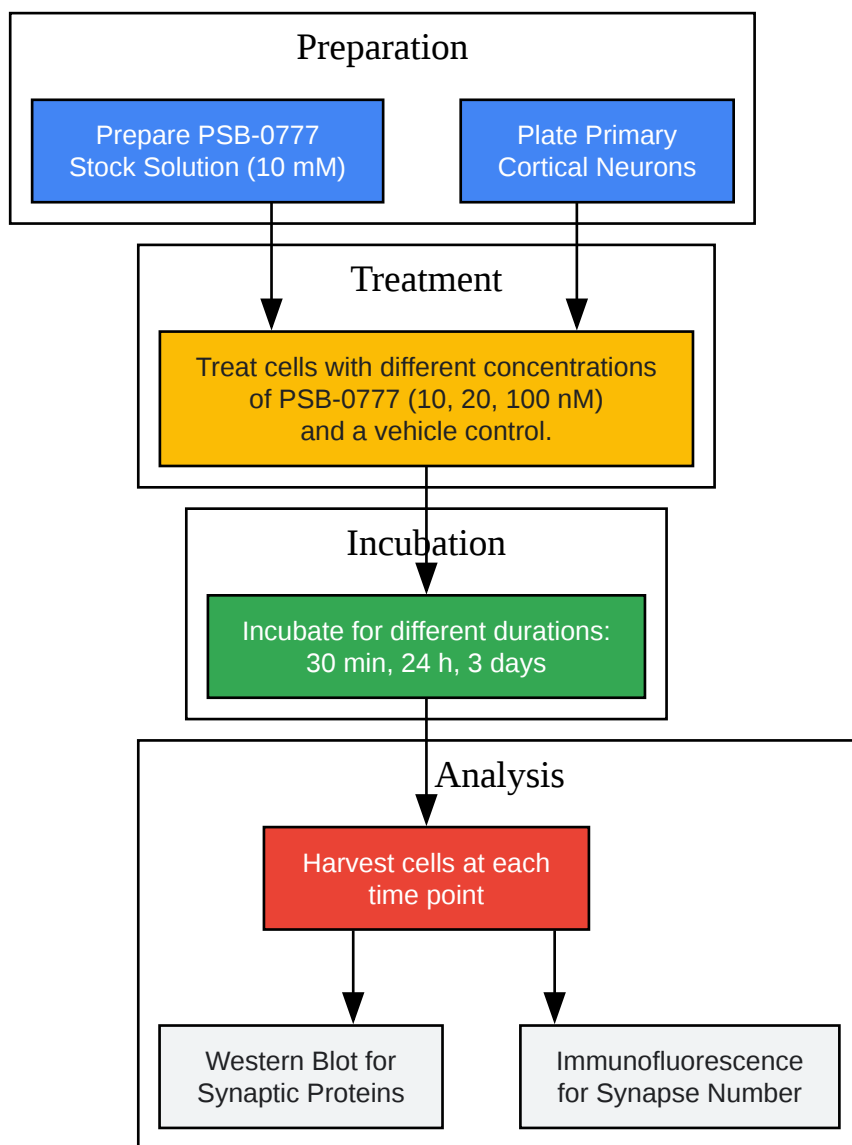 Preparation
Prepare PSB-0777
Stock Solution (10 mM)
Plate Primary
Cortical Neurons
Treatment
Treat cells with different concentrations
of PSB-0777 (10, 20, 100 nM)
and a vehicle control.
Incubation
Incubate for different durations:
30 min, 24 h, 3 days
Analysis
Harvest cells at each
time point
Western Blot for
Synaptic Proteins
Immunofluorescence
for Synapse Number